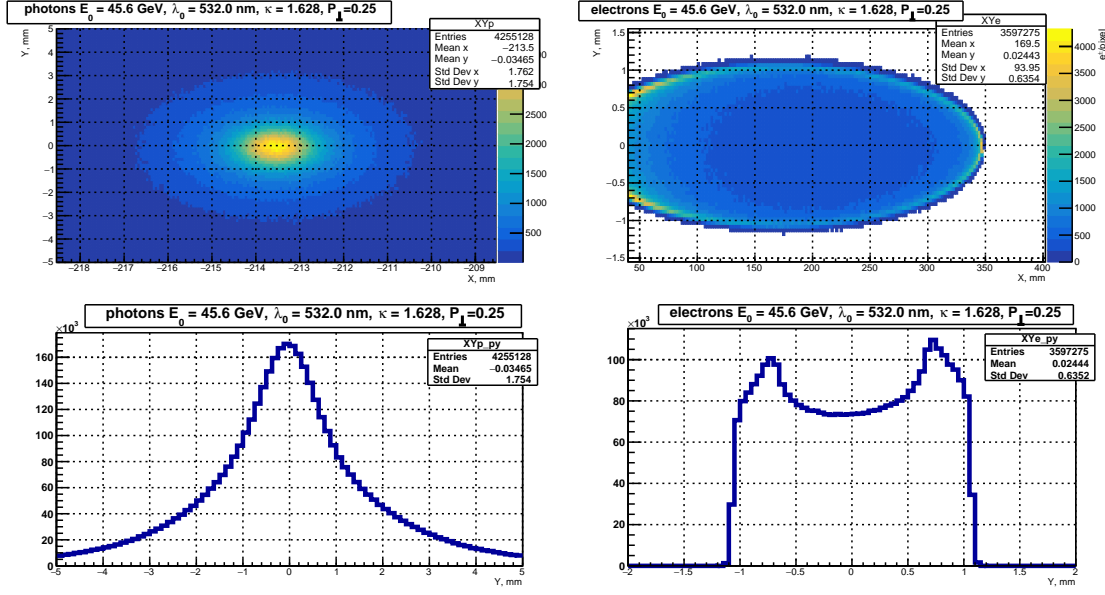 photons E0 = 45.6 GeV, λ0 = 532.0 nm, κ = 1.628, P⊥=0.25
XYp
Entries 4255128
Mean x −213.5
Mean y −0.03465
Std Dev x 1.762
Std Dev y 1.754
Y, mm
5
4
3
2
1
0
−1
−2
−3
−4
−5
−218 −217 −216 −215 −214 −213 −212 −211 −210 −209
X, mm
2500
2000
1500
1000
500
electrons E0 = 45.6 GeV, λ0 = 532.0 nm, κ = 1.628, P⊥=0.25
XYe
Entries 3597275
Mean x 169.5
Mean y 0.02443
Std Dev x 93.95
Std Dev y 0.6354
Y, mm
1.5
1
0.5
0
−0.5
−1
−1.5
50 100 150 200 250 300 350 400
X, mm
e±/pixel
4000
3500
3000
2500
2000
1500
1000
500
0
photons E0 = 45.6 GeV, λ0 = 532.0 nm, κ = 1.628, P⊥=0.25
XYp_py
Entries 4255128
Mean −0.03465
Std Dev 1.754
×10³
160
140
120
100
80
60
40
20
0
−5 −4 −3 −2 −1 0 1 2 3 4 5
Y, mm
electrons E0 = 45.6 GeV, λ0 = 532.0 nm, κ = 1.628, P⊥=0.25
XYe_py
Entries 3597275
Mean 0.02444
Std Dev 0.6352
×10³
100
80
60
40
20
0
−2 −1.5 −1 −0.5 0 0.5 1 1.5 2
Y, mm